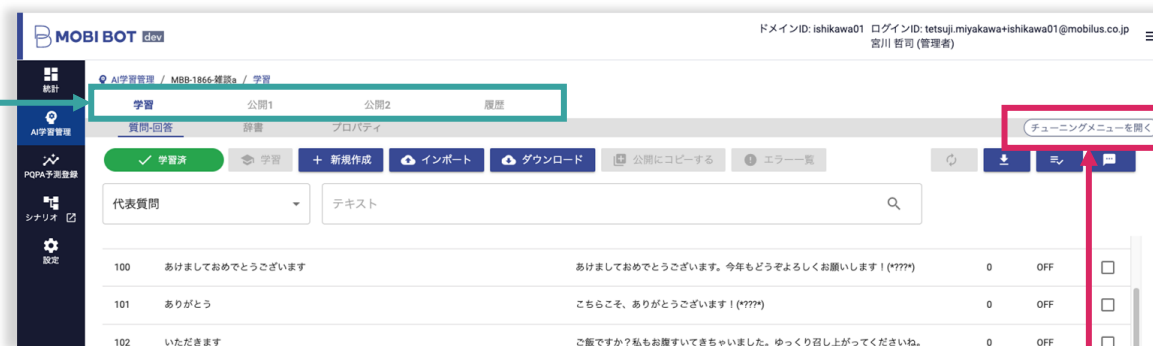 MOBI BOT dev
ドメインID: ishikawa01 ログインID: tetsuji.miyakawa+ishikawa01@mobilus.co.jp
宮川 哲司 (管理者)
統計
AI学習管理
PQPA予測登録
シナリオ
設定
AI学習管理 / MBB-1866-雑談a / 学習
学習 公開1 公開2 履歴
質問-回答 辞書 プロパティ
チューニングメニューを開く
学習済 学習 + 新規作成 インポート ダウンロード 公開にコピーする エラー一覧
代表質問 テキスト
100 あけましておめでとうございます あけましておめでとうございます。今年もどうぞよろしくお願いします！(*???*) 0 OFF
101 ありがとう こちらこそ、ありがとうございます！(*???*) 0 OFF
102 いただきます ご飯ですか？私もお腹すいてきちゃいました。ゆっくり召し上がってくださいね。 0 OFF